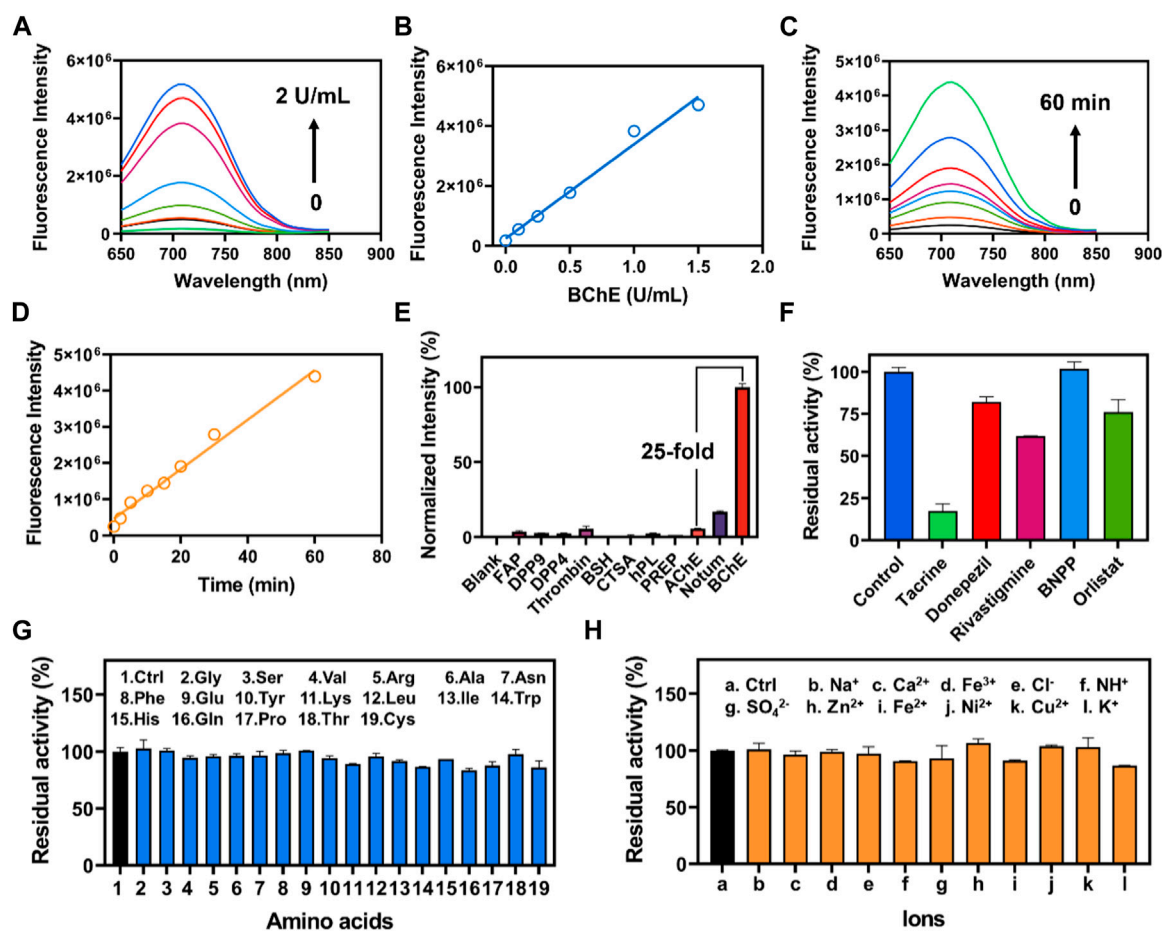 A
Fluorescence Intensity
6×10⁶
4×10⁶
2×10⁶
0
650 700 750 800 850 900
Wavelength (nm)
2 U/mL
0
B
Fluorescence Intensity
6×10⁶
4×10⁶
2×10⁶
0
0.0 0.5 1.0 1.5 2.0
BChE (U/mL)
C
Fluorescence Intensity
5×10⁶
4×10⁶
3×10⁶
2×10⁶
1×10⁶
0
650 700 750 800 850 900
Wavelength (nm)
60 min
0
D
Fluorescence Intensity
5×10⁶
4×10⁶
3×10⁶
2×10⁶
1×10⁶
0
0 20 40 60 80
Time (min)
E
Normalized Intensity (%)
100
50
0
25-fold
Blank
FAP
DPP9
DPP4
Thrombin
BSH
CTSA
hPL
PREP
AChE
Notum
BChE
F
Residual activity (%)
100
75
50
25
0
Control
Tacrine
Donepezil
Rivastigmine
BNPP
Orlistat
G
Residual activity (%)
150
100
50
0
1.Ctrl 2.Gly 3.Ser 4.Val 5.Arg 6.Ala 7.Asn
8.Phe 9.Glu 10.Tyr 11.Lys 12.Leu 13.Ile 14.Trp
15.His 16.Gln 17.Pro 18.Thr 19.Cys
1 2 3 4 5 6 7 8 9 10 11 12 13 14 15 16 17 18 19
Amino acids
H
Residual activity (%)
150
100
50
0
a. Ctrl b. Na⁺ c. Ca²⁺ d. Fe³⁺ e. Cl⁻ f. NH⁺
g. SO₄²⁻ h. Zn²⁺ i. Fe²⁺ j. Ni²⁺ k. Cu²⁺ l. K⁺
a b c d e f g h i j k l
Ions